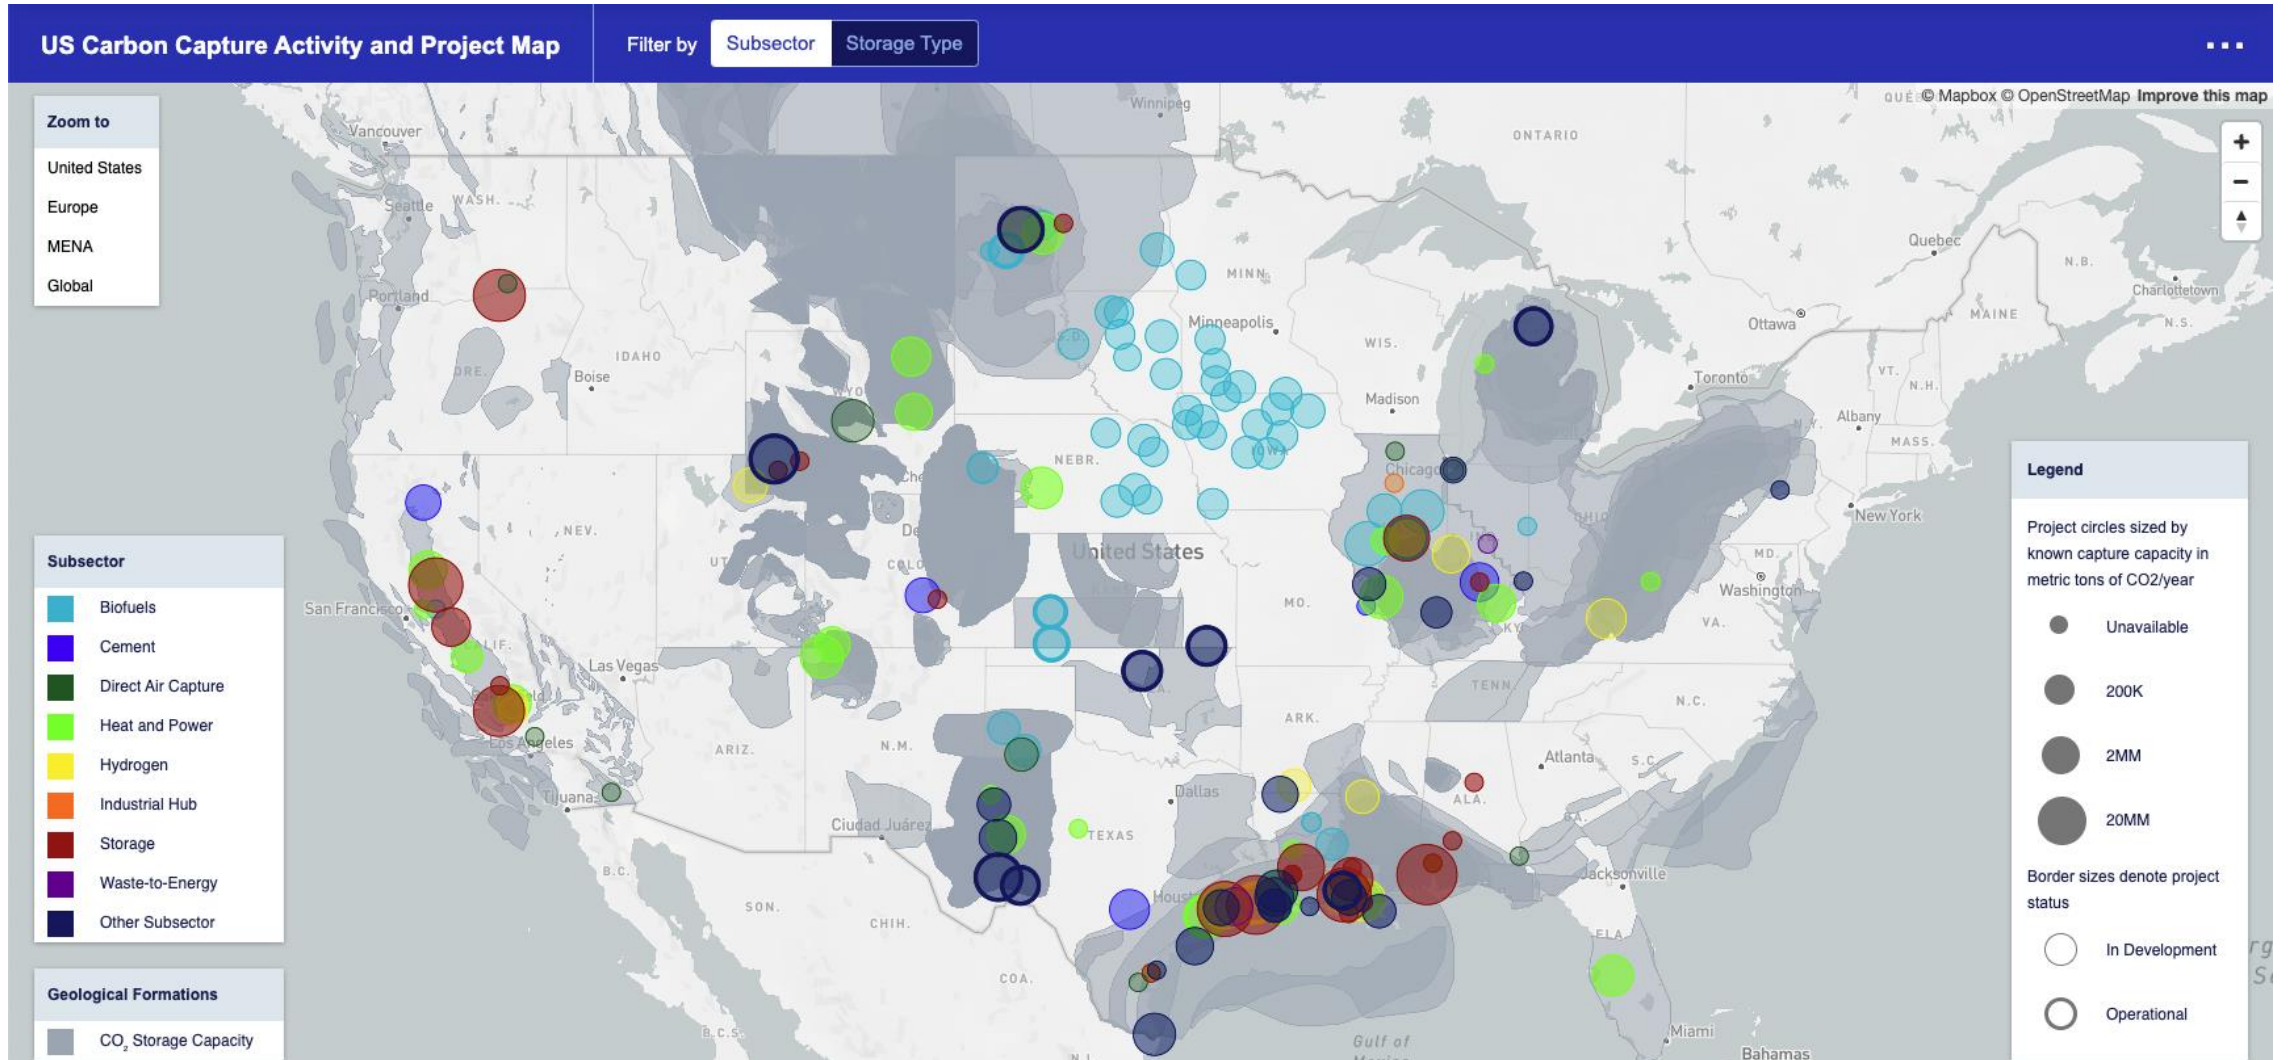 US Carbon Capture Activity and Project Map
Filter by
Subsector
Storage Type
...
© Mapbox © OpenStreetMap Improve this map
Zoom to
United States
Europe
MENA
Global
Subsector
Biofuels
Cement
Direct Air Capture
Heat and Power
Hydrogen
Industrial Hub
Storage
Waste-to-Energy
Other Subsector
Geological Formations
CO₂ Storage Capacity
Legend
Project circles sized by
known capture capacity in
metric tons of CO2/year
Unavailable
200K
2MM
20MM
Border sizes denote project
status
In Development
Operational
Winnipeg
ONTARIO
Vancouver
WASH.
Seattle
Portland
Quebec
N.B.
Charlottetown
MAINE
N.S.
MINN.
Minneapolis
Ottawa
IDAHO
ORE.
Boise
WIS.
Toronto
VT.
N.H.
Madison
Albany
N.Y.
MASS.
NEBR.
Chicago
New York
NEV.
United States
MD.
Washington
San Francisco
MO.
KY.
VA.
CALIF.
Las Vegas
TENN.
N.C.
ARK.
ARIZ.
N.M.
Los Angeles
Atlanta
S.C.
Tijuana
Dallas
ALA.
GA.
Ciudad Juárez
TEXAS
B.C.
Jacksonville
SON.
CHIH.
COA.
B.C.S.
Gulf of
Miami
Bahamas